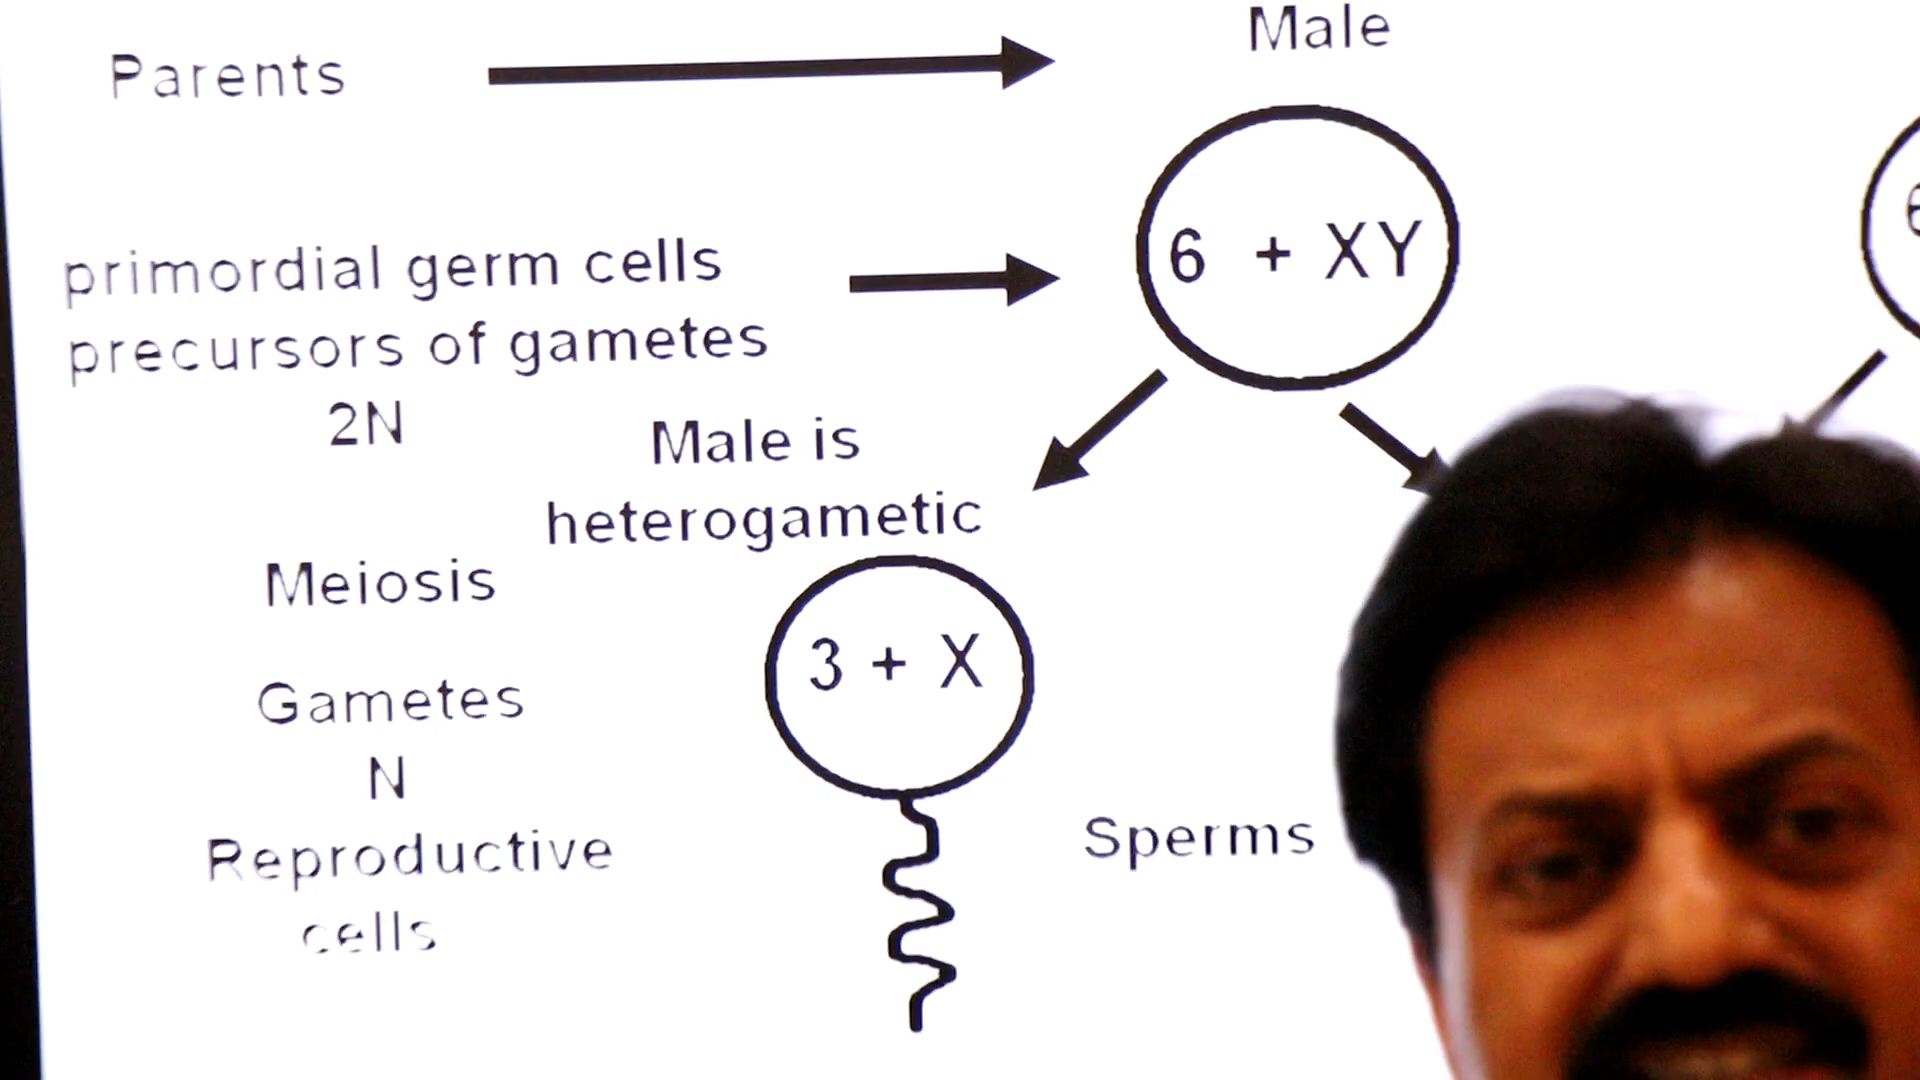 Male
Parents
6 + XY
6
primordial germ cells
precursors of gametes
2N
Male is
heterogametic
Meiosis
3 + X
Gametes
N
Sperms
Reproductive
cells